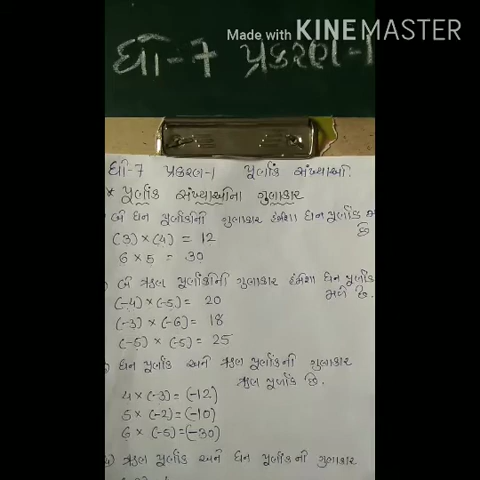 Made with KINEMASTER
ધો-7 પ્રકરણ-1
ધો-7 પ્રકરણ-1 પૂર્ણાંક સંખ્યાઓ.
* પૂર્ણાંક સંખ્યાઓના ગુણાકાર
બે ધન પૂર્ણાંકોનો ગુણાકાર હંમેશા ધન પૂર્ણાંક
છે
(3) × (4) = 12
6 × 5 = 30
બે ઋણ પૂર્ણાંકોનો ગુણાકાર હંમેશા ધન પૂર્ણાંક
મળે છે.
(-4) × (-5) = 20
(-3) × (-6) = 18
(-5) × (-5) = 25
ધન પૂર્ણાંક અને ઋણ પૂર્ણાંકનો ગુણાકાર
ઋણ પૂર્ણાંક છે.
4 × (-3) = (-12)
5 × (-2) = (-10)
6 × (-5) = (-30)
ઋણ પૂર્ણાંક અને ધન પૂર્ણાંકનો ગુણાકાર